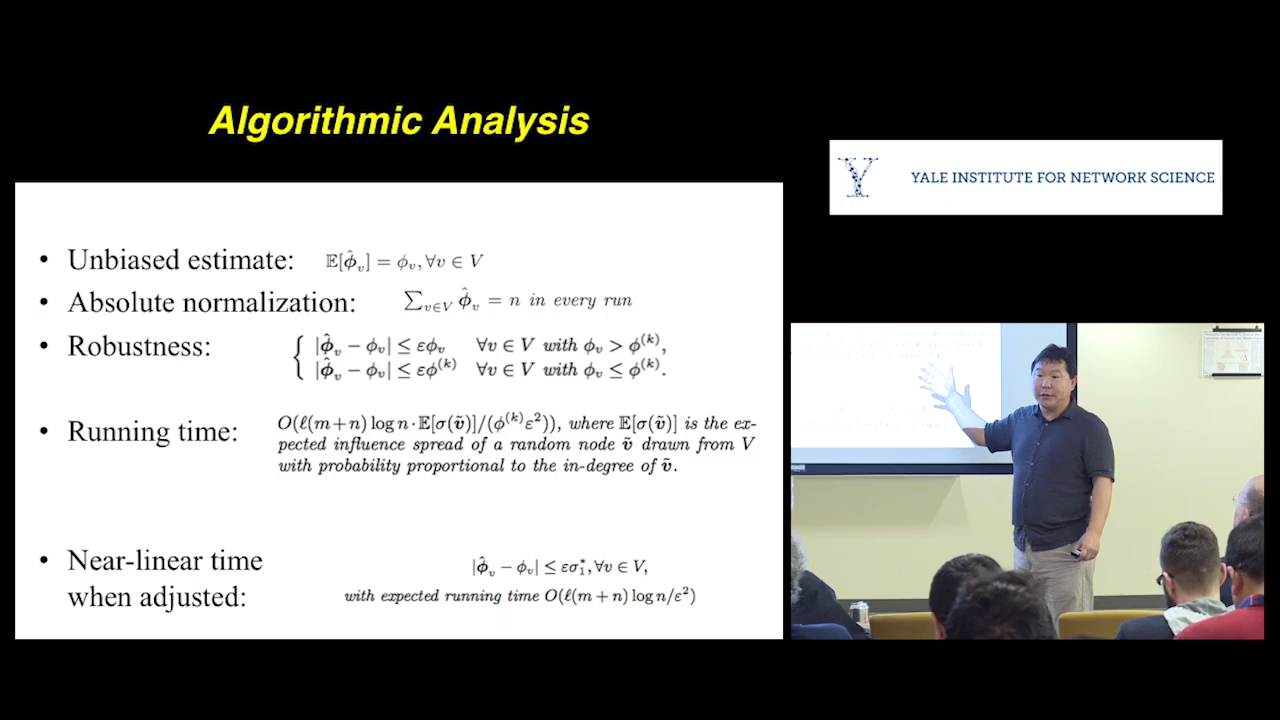 Algorithmic Analysis
YALE INSTITUTE FOR NETWORK SCIENCE
• Unbiased estimate: 𝔼[ϕ̂_v] = ϕ_v, ∀v ∈ V
• Absolute normalization: ∑_{v∈V} ϕ̂_v = n in every run
• Robustness: { |ϕ̂_v − ϕ_v| ≤ εϕ_v ∀v ∈ V with ϕ_v > ϕ^(k),
|ϕ̂_v − ϕ_v| ≤ εϕ^(k) ∀v ∈ V with ϕ_v ≤ ϕ^(k).
• Running time: O(ℓ(m+n) log n · 𝔼[σ(ṽ)]/(ϕ^(k)ε²)), where 𝔼[σ(ṽ)] is the ex-
pected influence spread of a random node ṽ drawn from V
with probability proportional to the in-degree of ṽ.
• Near-linear time
when adjusted:
|ϕ̂_v − ϕ_v| ≤ εσ₁*, ∀v ∈ V,
with expected running time O(ℓ(m + n) log n/ε²)